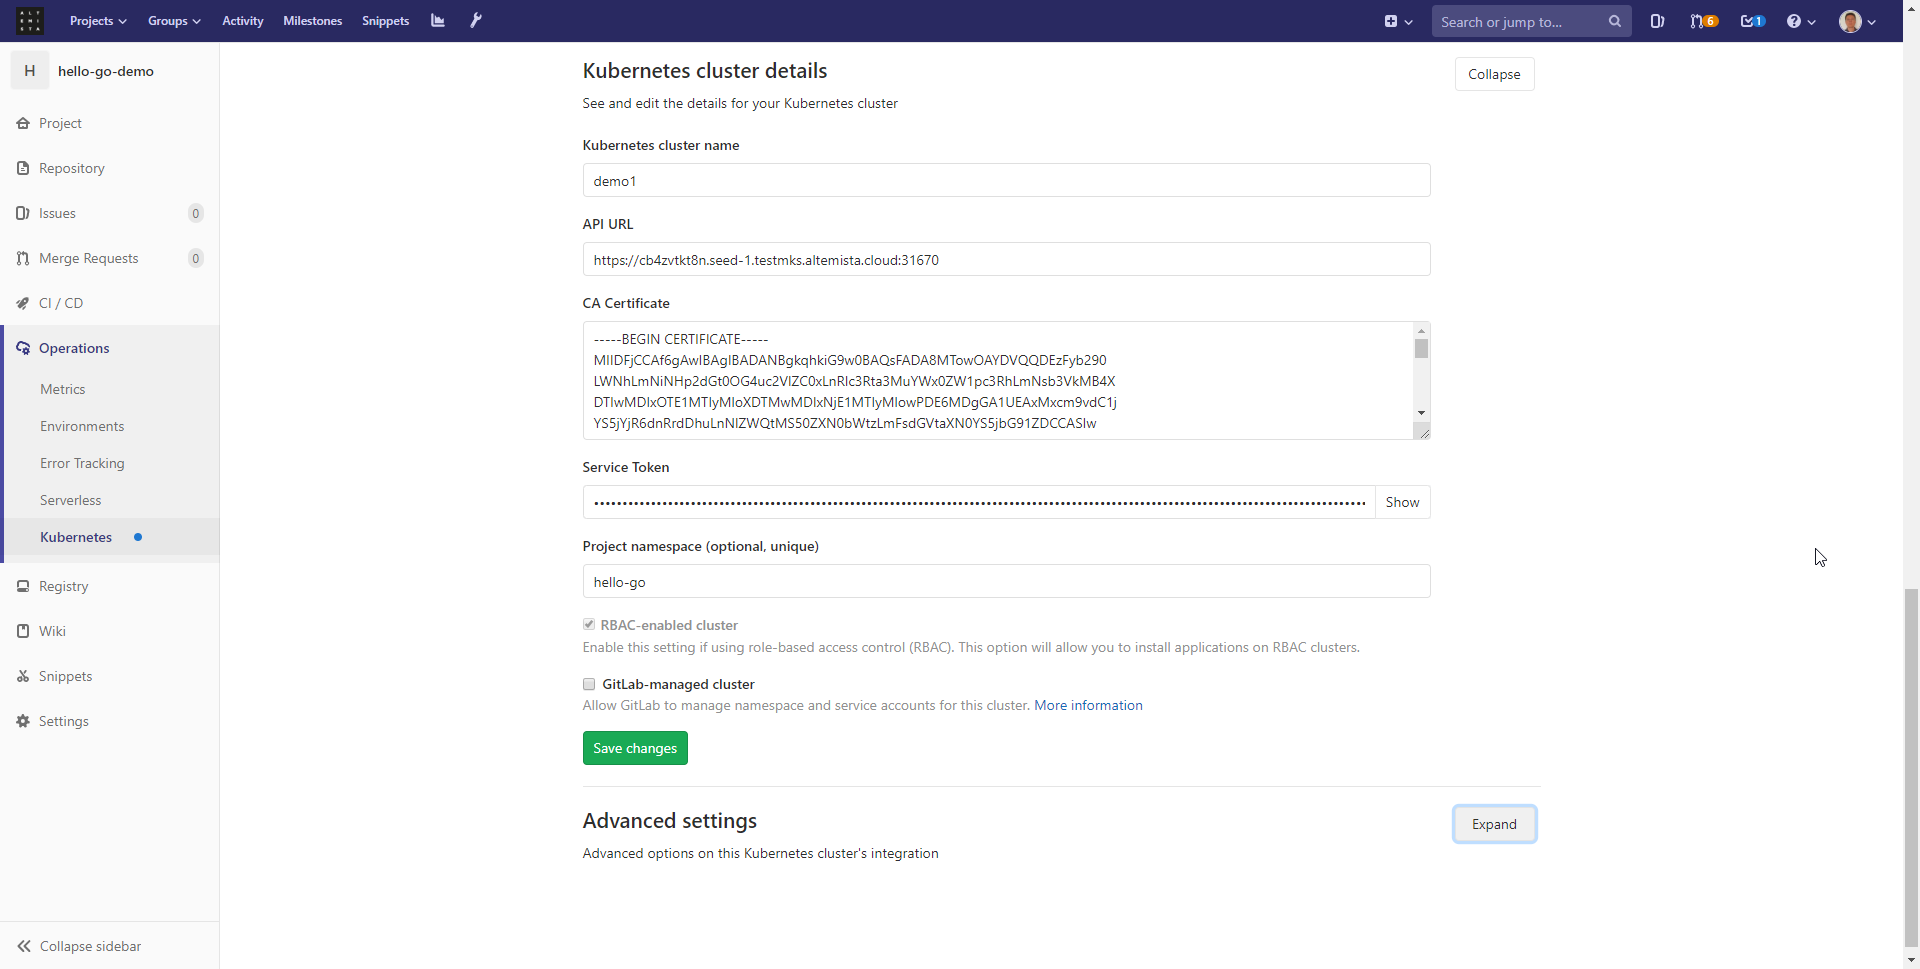 ALT
EMI
STA
Projects
Groups
Activity
Milestones
Snippets
Search or jump to...
6
1
?
H
hello-go-demo
Project
Repository
Issues
0
Merge Requests
0
CI / CD
Operations
Metrics
Environments
Error Tracking
Serverless
Kubernetes
Registry
Wiki
Snippets
Settings
Collapse sidebar
Kubernetes cluster details
Collapse
See and edit the details for your Kubernetes cluster
Kubernetes cluster name
demo1
API URL
https://cb4zvtkt8n.seed-1.testmks.altemista.cloud:31670
CA Certificate
-----BEGIN CERTIFICATE-----
MIIDFjCCAf6gAwIBAgIBADANBgkqhkiG9w0BAQsFADA8MTowOAYDVQQDEzFyb290
LWNhLmNiNHp2dGt0OG4uc2VlZC0xLnRlc3Rta3MuYWx0ZW1pc3RhLmNsb3VkMB4X
DTIwMDIxOTE1MTIyMloXDTMwMDIxNjE1MTIyMlowPDE6MDgGA1UEAxMxcm9vdC1j
YS5jYjR6dnRrdDhuLnNlZWQtMS50ZXN0bWtzLmFsdGVtaXN0YS5jbG91ZDCCASIw
Service Token
Show
Project namespace (optional, unique)
hello-go
RBAC-enabled cluster
Enable this setting if using role-based access control (RBAC). This option will allow you to install applications on RBAC clusters.
GitLab-managed cluster
Allow GitLab to manage namespace and service accounts for this cluster. More information
Save changes
Advanced settings
Expand
Advanced options on this Kubernetes cluster's integration